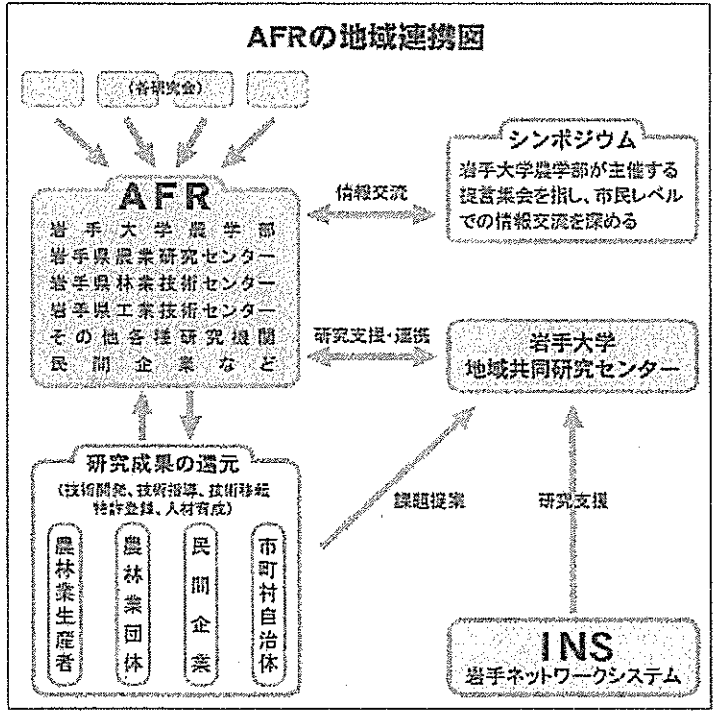 AFRの地域連携図
(各研究会)
AFR
岩手大学農学部
岩手県農業研究センター
岩手県林業技術センター
岩手県工業技術センター
その他各種研究機関
民間企業など
情報交流
シンポジウム
岩手大学農学部が主催する
提言集会を指し、市民レベル
での情報交流を深める
研究支援・連携
岩手大学
地域共同研究センター
研究成果の還元
(技術開発、技術指導、技術移転
特許登録、人材育成)
農林業生産者
農林業団体
民間企業
市町村自治体
課題提案
研究支援
INS
岩手ネットワークシステム